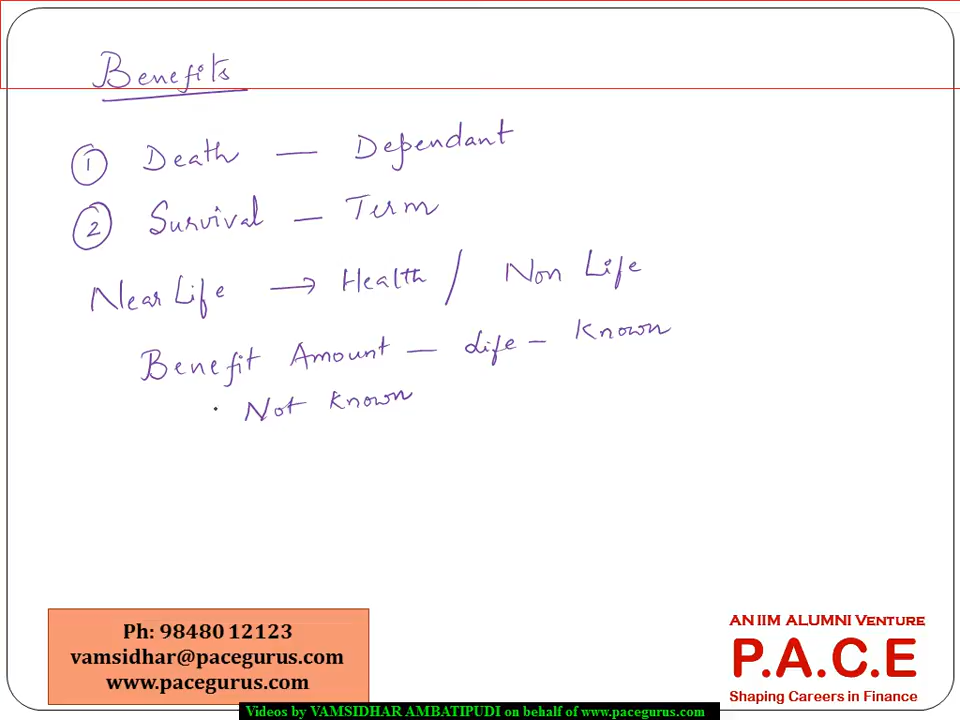 Benefits
① Death — Dependant
② Survival — Term
Near Life → Health / Non Life
Benefit Amount — Life – Known
Not Known
Ph: 98480 12123
vamsidhar@pacegurus.com
www.pacegurus.com
AN IIM ALUMNI VENTURE
P.A.C.E
Shaping Careers in Finance
Videos by VAMSIDHAR AMBATIPUDI on behalf of www.pacegurus.com